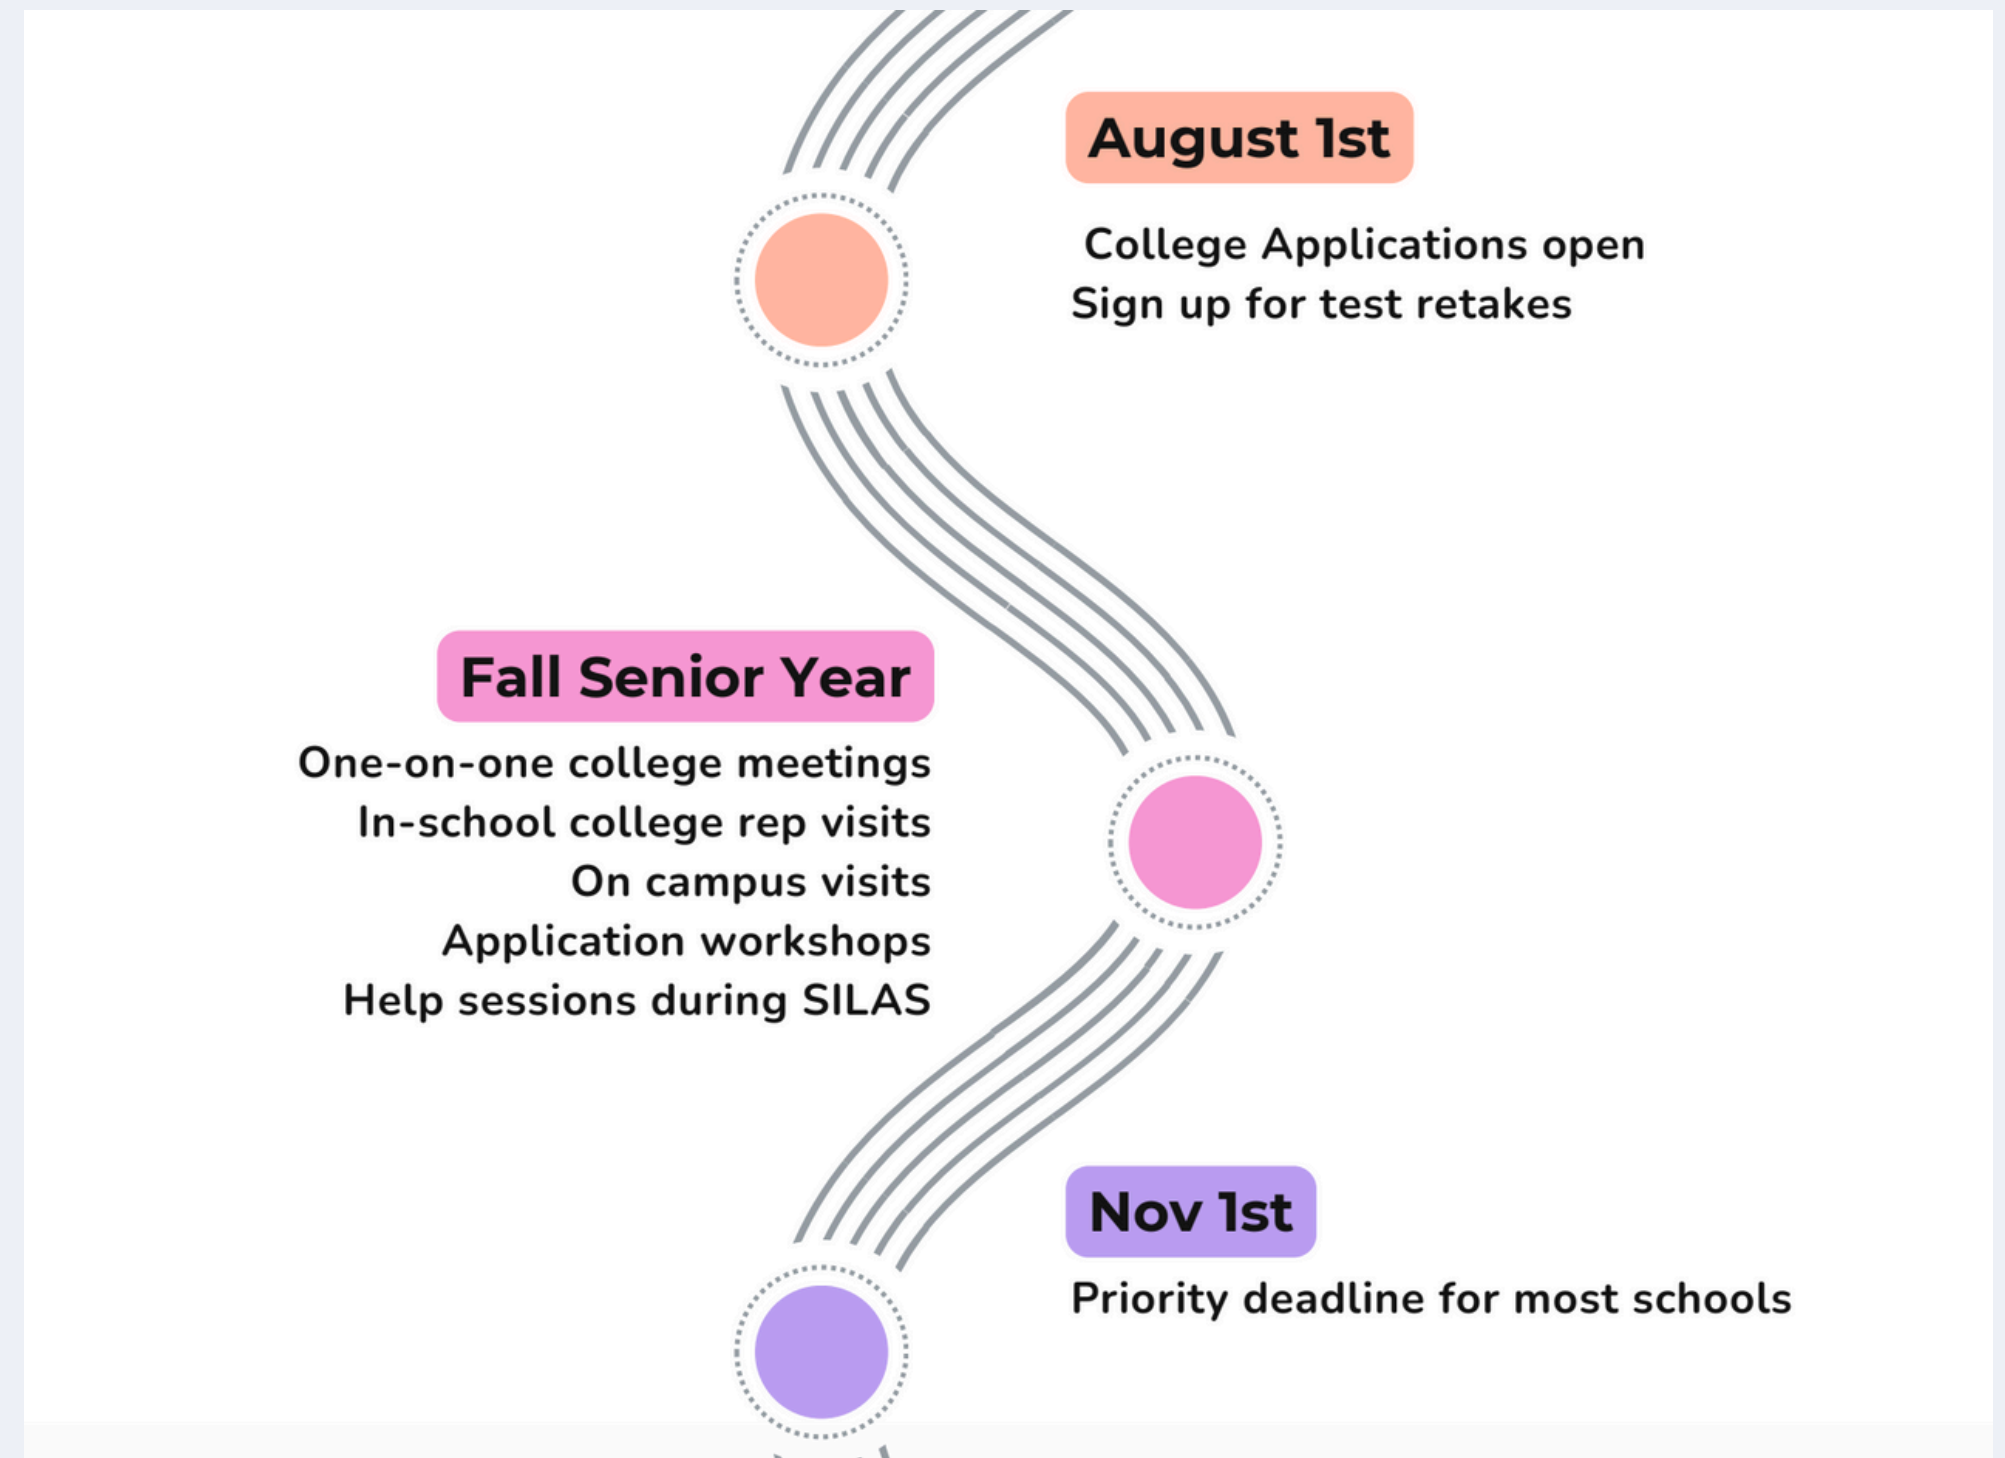 August 1st
College Applications open
Sign up for test retakes
Fall Senior Year
One-on-one college meetings
In-school college rep visits
On campus visits
Application workshops
Help sessions during SILAS
Nov 1st
Priority deadline for most schools